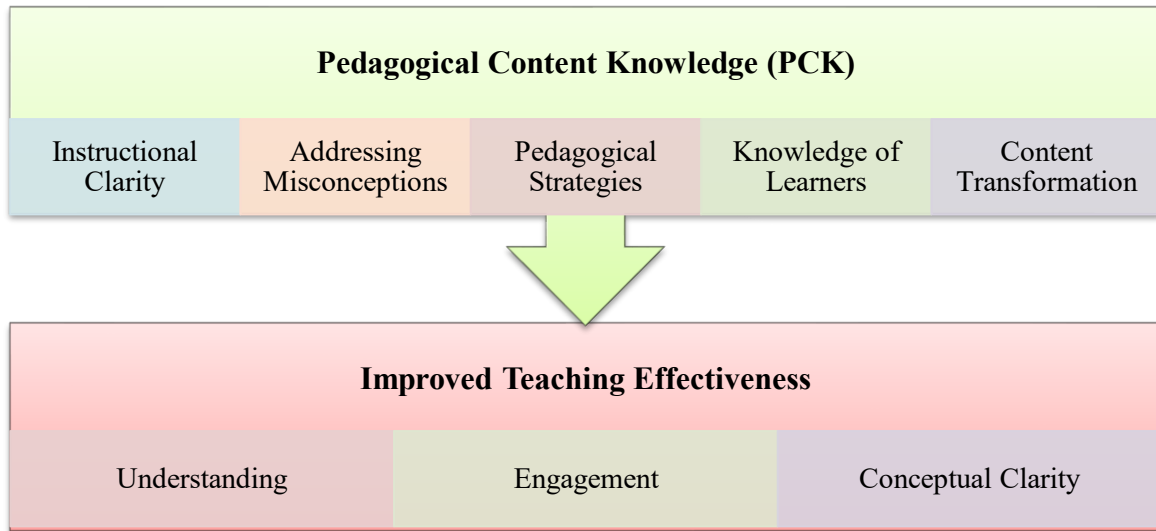 Pedagogical Content Knowledge (PCK)
Instructional
Clarity
Addressing
Misconceptions
Pedagogical
Strategies
Knowledge of
Learners
Content
Transformation
Improved Teaching Effectiveness
Understanding
Engagement
Conceptual Clarity